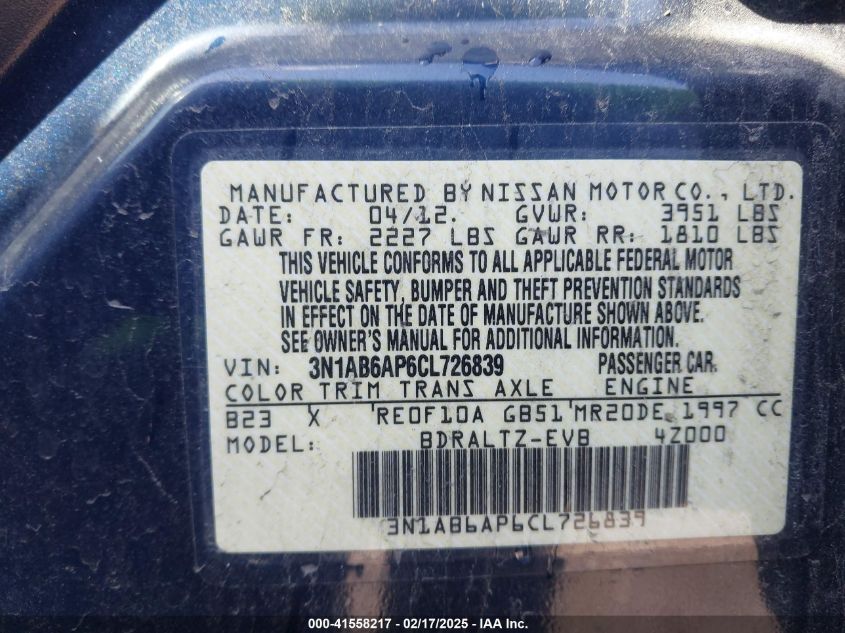 MANUFACTURED BY NISSAN MOTOR CO., LTD.
DATE: 04/12. GVWR: 3951 LBS
GAWR FR: 2227 LBS GAWR RR: 1810 LBS
THIS VEHICLE CONFORMS TO ALL APPLICABLE FEDERAL MOTOR
VEHICLE SAFETY, BUMPER AND THEFT PREVENTION STANDARDS
IN EFFECT ON THE DATE OF MANUFACTURE SHOWN ABOVE.
SEE OWNER'S MANUAL FOR ADDITIONAL INFORMATION.
VIN: 3N1AB6AP6CL726839 PASSENGER CAR
COLOR TRIM TRANS AXLE ENGINE
B23 X RE0F10A GB51 MR20DE 1997 CC
MODEL: BDRALTZ-EVB 4Z000
3N1AB6AP6CL726839
000-41558217 - 02/17/2025 - IAA Inc.